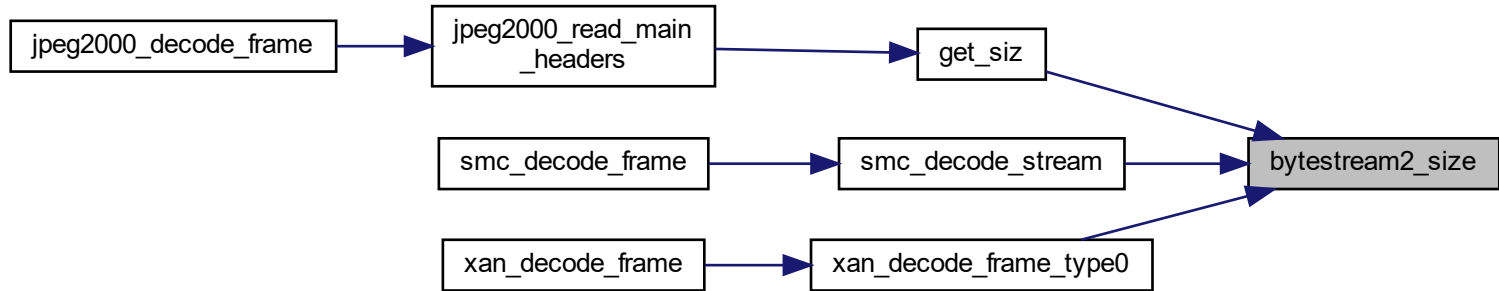 jpeg2000_decode_frame
jpeg2000_read_main
_headers
get_siz
smc_decode_frame
smc_decode_stream
bytestream2_size
xan_decode_frame
xan_decode_frame_type0